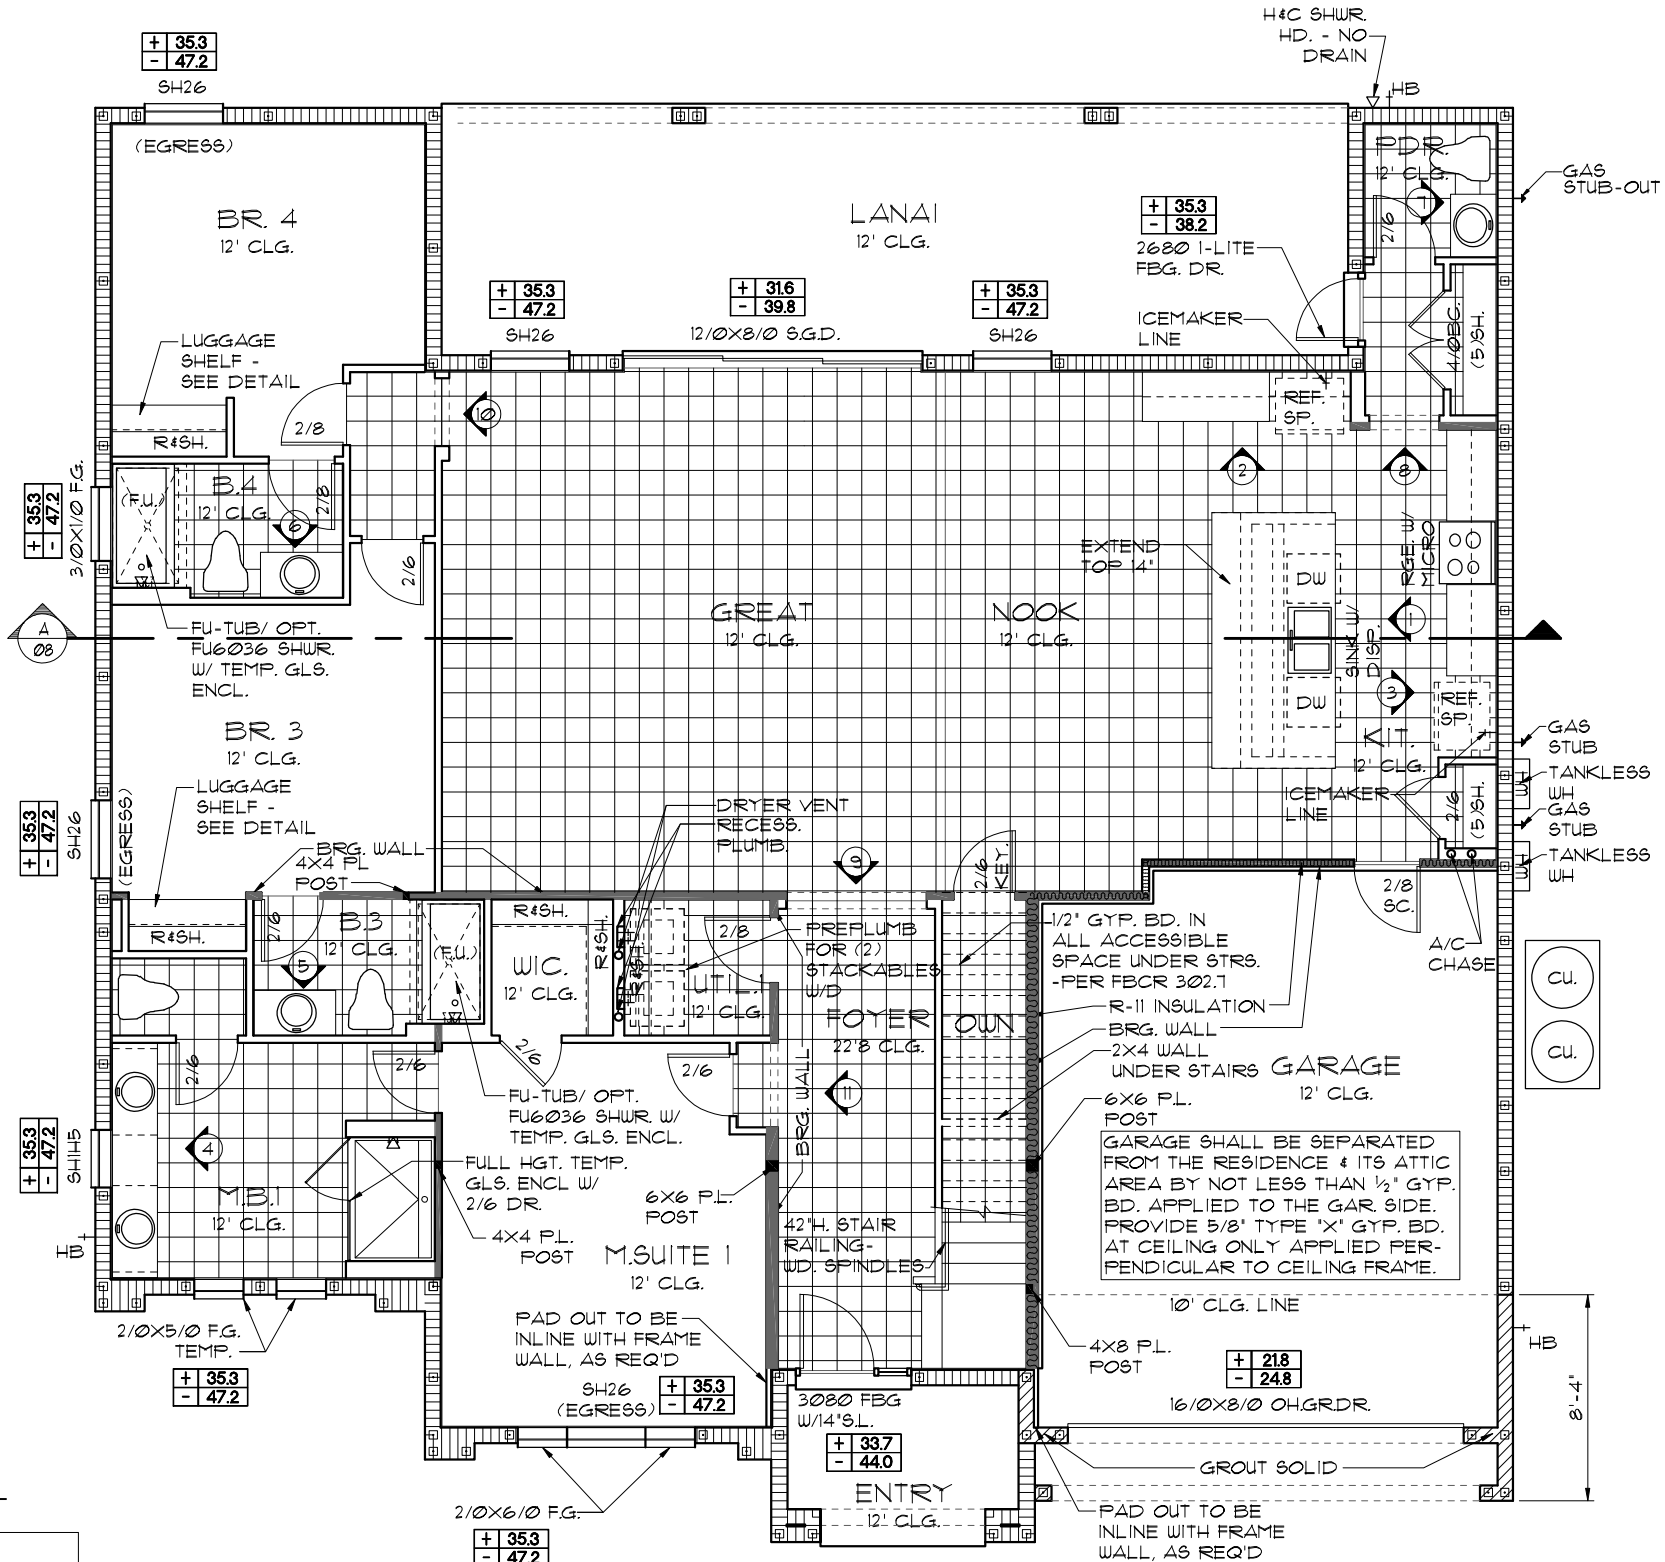 H&C SHWR.
HD. - NO
DRAIN
HB
+ 35.3
- 47.2
SH26
(EGRESS)
BR. 4
12' CLG.
LANAI
12' CLG.
+ 35.3
- 38.2
2680 1-LITE
FBG. DR.
PDR.
12' CLG.
7
2/6
GAS
STUB-OUT
+ 35.3
- 47.2
SH26
+ 31.6
- 39.8
12/0X8/0 S.G.D.
+ 35.3
- 47.2
SH26
ICEMAKER
LINE
4/0BC.
(5)SH.
LUGGAGE
SHELF -
SEE DETAIL
R&SH.
2/8
10
REF.
SP.
2
8
+ 35.3
- 47.2
3/0X1/0 F.G.
(F.U.)
B.4
12' CLG.
2/8
6
2/6
EXTEND
TOP 14"
DW
RGE. W/
MICRO
A
08
FU-TUB/ OPT.
FU6036 SHWR.
W/ TEMP. GLS.
ENCL.
GREAT
12' CLG.
NOOK
12' CLG.
SINK W/
DISP.
1
3
DW
REF.
SP.
KIT.
12' CLG.
BR. 3
12' CLG.
GAS
STUB
TANKLESS
WH
GAS
STUB
TANKLESS
WH
+ 35.3
- 47.2
SH26
(EGRESS)
LUGGAGE
SHELF -
SEE DETAIL
DRYER VENT
RECESS.
PLUMB.
ICEMAKER
LINE
2/6
(5)SH.
BRG. WALL
4X4 PL
POST
9
2/6
KEY.
2/8
SC.
A/C
CHASE
R&SH.
2/6
B.3
12' CLG.
5
(F.U.)
R&SH.
WIC.
12' CLG.
R&SH.
R&SH.
UTIL.
12' CLG.
2/8
PREPLUMB
FOR (2)
STACKABLES
W/D
FOYER
22'8 CLG.
OWN
1/2" GYP. BD. IN
ALL ACCESSIBLE
SPACE UNDER STRS.
-PER FBCR 302.7
R-11 INSULATION
BRG. WALL
2X4 WALL
UNDER STAIRS
GARAGE
12' CLG.
CU.
CU.
2/6
2/6
2/6
2/6
FU-TUB/ OPT.
FU6036 SHWR. W/
TEMP. GLS. ENCL.
11
BRG. WALL
6X6 P.L.
POST
GARAGE SHALL BE SEPARATED
FROM THE RESIDENCE & ITS ATTIC
AREA BY NOT LESS THAN ½" GYP.
BD. APPLIED TO THE GAR. SIDE.
PROVIDE 5/8" TYPE "X" GYP. BD.
AT CEILING ONLY APPLIED PER-
PENDICULAR TO CEILING FRAME.
+ 35.3
- 47.2
SH1H5
4
FULL HGT. TEMP.
GLS. ENCL W/
2/6 DR.
M.B.1
12' CLG.
HB
4X4 P.L.
POST
6X6 P.L.
POST
M.SUITE 1
12' CLG.
42"H. STAIR
RAILING-
WD. SPINDLES
10' CLG. LINE
2/0X5/0 F.G.
TEMP.
+ 35.3
- 47.2
PAD OUT TO BE
INLINE WITH FRAME
WALL, AS REQ'D
4X8 P.L.
POST
HB
8'-4"
SH26
(EGRESS)
+ 35.3
- 47.2
3080 FBG
W/14"S.L.
+ 33.7
- 44.0
+ 21.8
- 24.8
16/0X8/0 OH.GR.DR.
GROUT SOLID
ENTRY
12' CLG.
2/0X6/0 F.G.
+ 35.3
- 47.2
PAD OUT TO BE
INLINE WITH FRAME
WALL, AS REQ'D